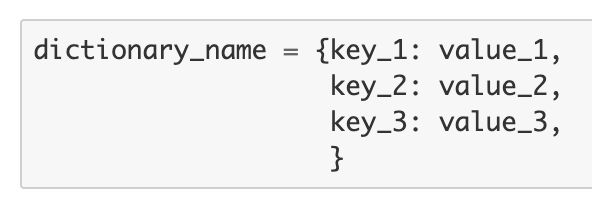 dictionary_name = {key_1: value_1,
                   key_2: value_2,
                   key_3: value_3,
                   }